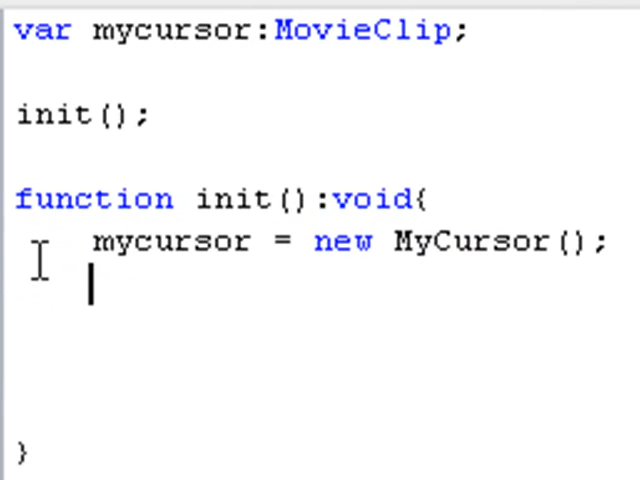 var mycursor:MovieClip;
init();
function init():void{
mycursor = new MyCursor();
}